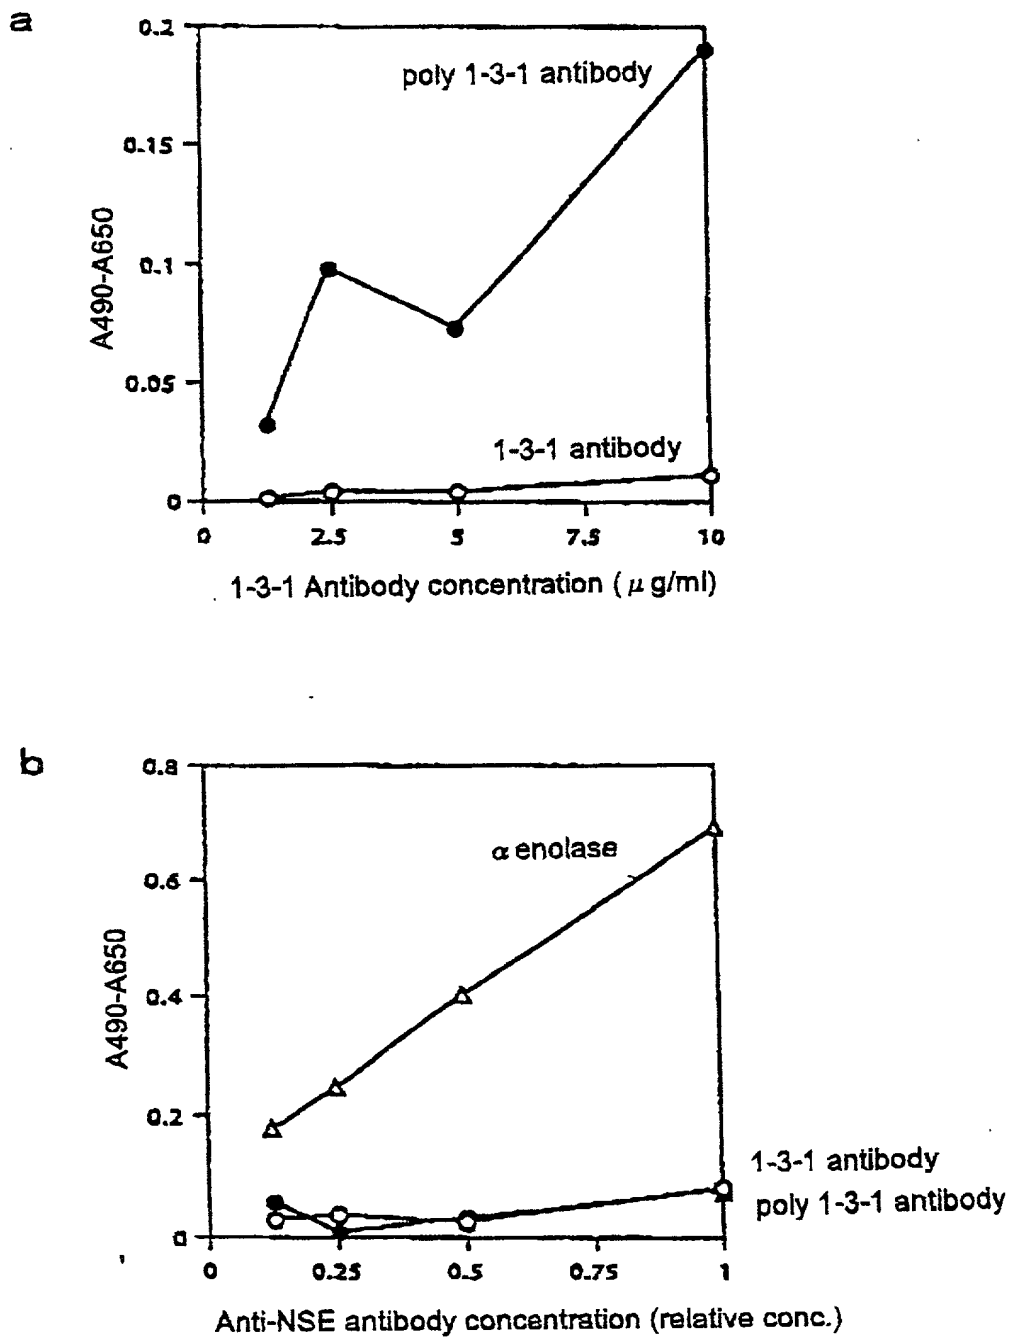 a
0.2
poly 1-3-1 antibody
0.15
A490-A650
0.1
0.05
1-3-1 antibody
0
0 2.5 5 7.5 10
1-3-1 Antibody concentration (μg/ml)
b
0.8
α enolase
0.6
A490-A650
0.4
0.2
1-3-1 antibody
poly 1-3-1 antibody
0
0 0.25 0.5 0.75 1
Anti-NSE antibody concentration (relative conc.)